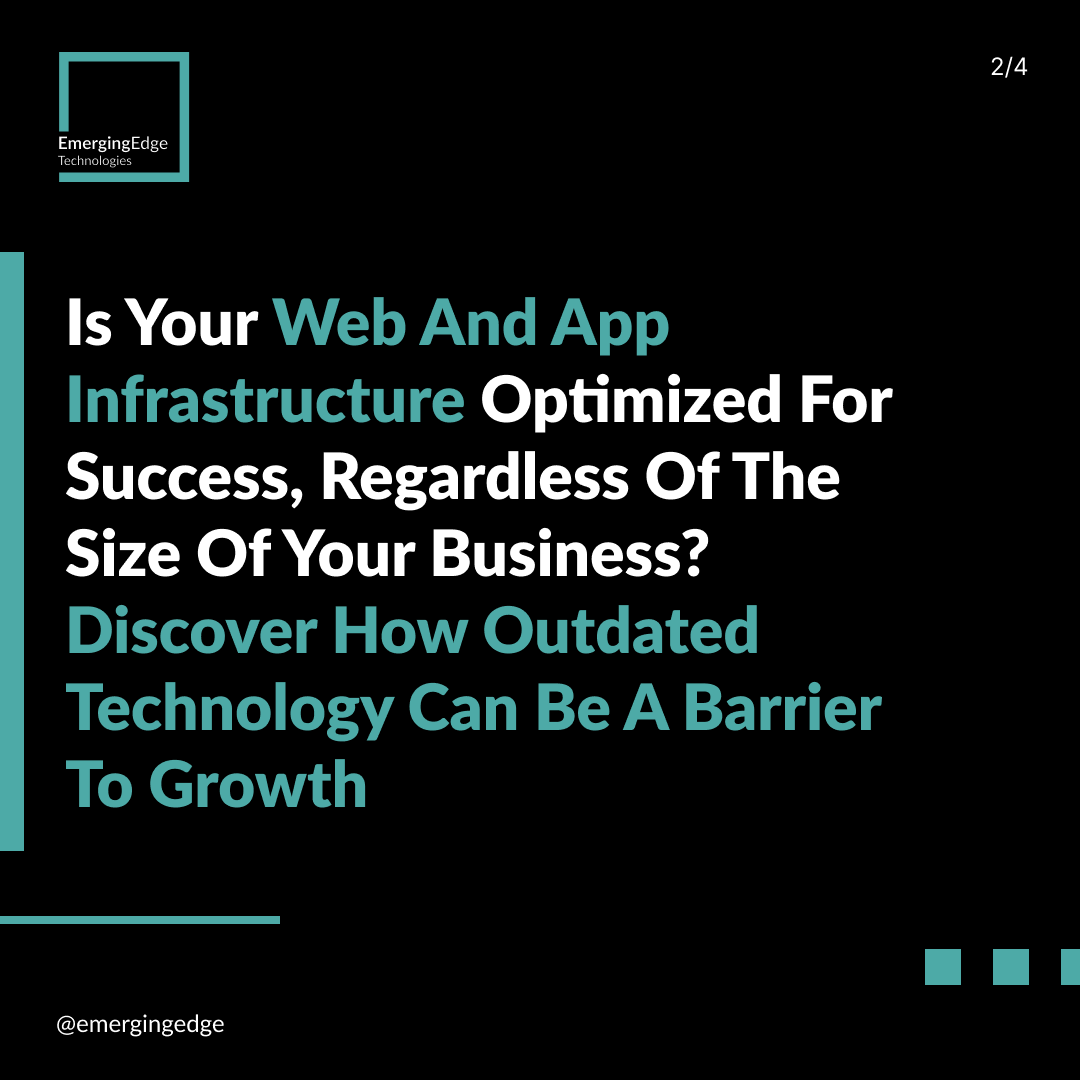 EmergingEdge
Technologies
2/4
Is Your Web And App
Infrastructure Optimized For
Success, Regardless Of The
Size Of Your Business?
Discover How Outdated
Technology Can Be A Barrier
To Growth
@emergingedge